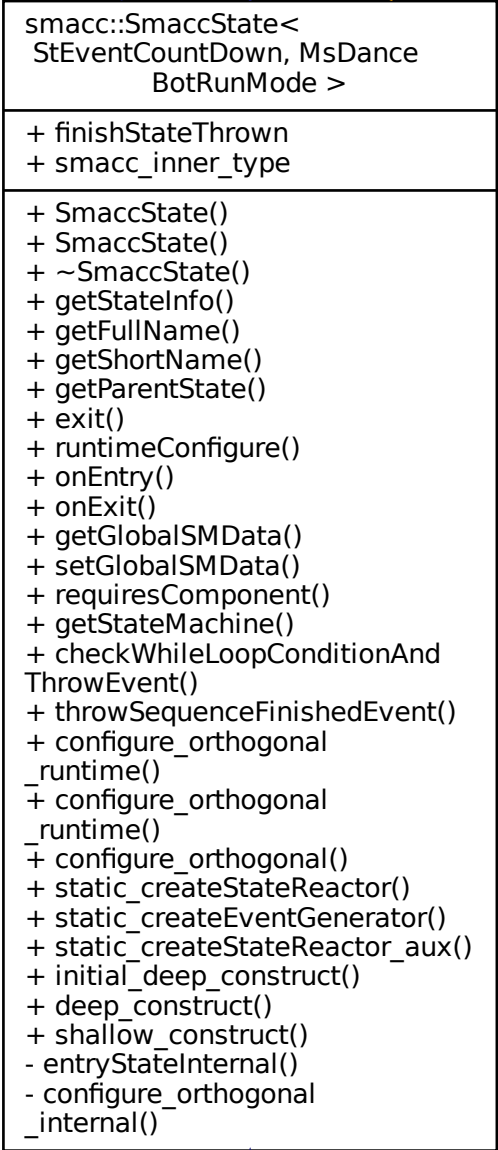 smacc::SmaccState<
StEventCountDown, MsDance
BotRunMode >
+ finishStateThrown
+ smacc_inner_type
+ SmaccState()
+ SmaccState()
+ ~SmaccState()
+ getStateInfo()
+ getFullName()
+ getShortName()
+ getParentState()
+ exit()
+ runtimeConfigure()
+ onEntry()
+ onExit()
+ getGlobalSMData()
+ setGlobalSMData()
+ requiresComponent()
+ getStateMachine()
+ checkWhileLoopConditionAnd
ThrowEvent()
+ throwSequenceFinishedEvent()
+ configure_orthogonal
_runtime()
+ configure_orthogonal
_runtime()
+ configure_orthogonal()
+ static_createStateReactor()
+ static_createEventGenerator()
+ static_createStateReactor_aux()
+ initial_deep_construct()
+ deep_construct()
+ shallow_construct()
- entryStateInternal()
- configure_orthogonal
_internal()